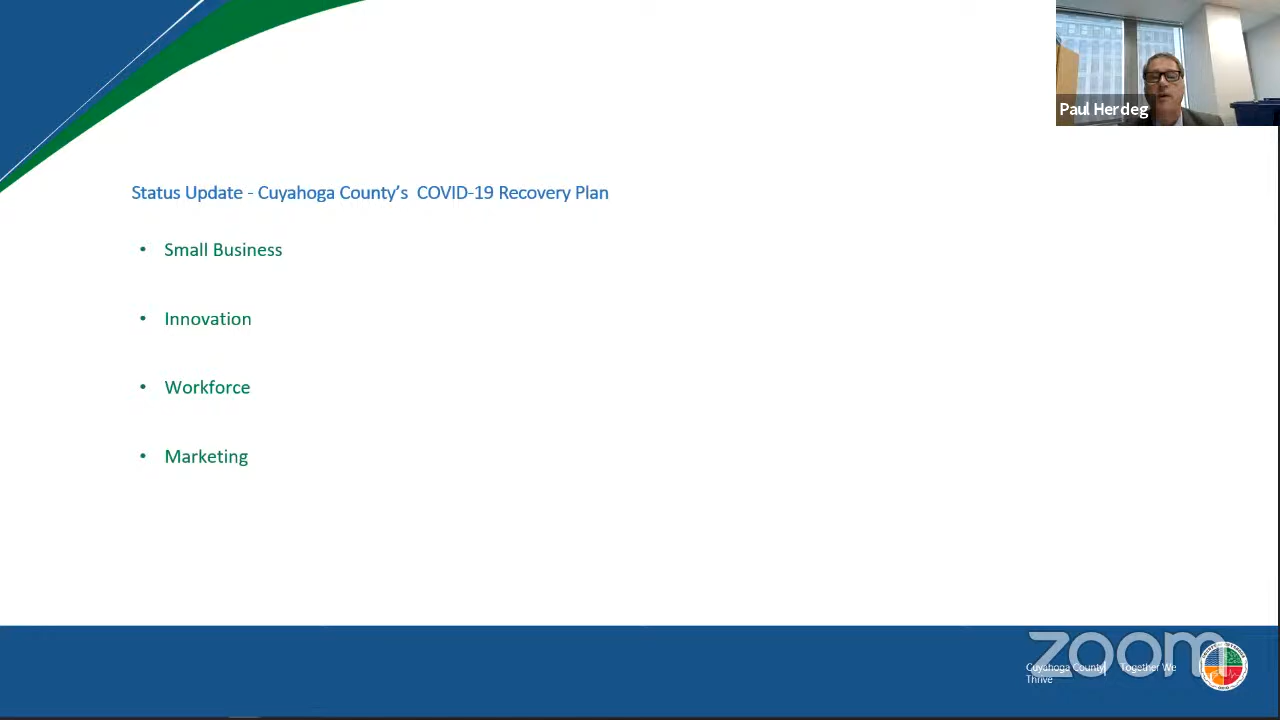 Paul Herdeg
Status Update - Cuyahoga County's  COVID-19 Recovery Plan
• Small Business
• Innovation
• Workforce
• Marketing
zoom
Cuyahoga County| Together We
Thrive